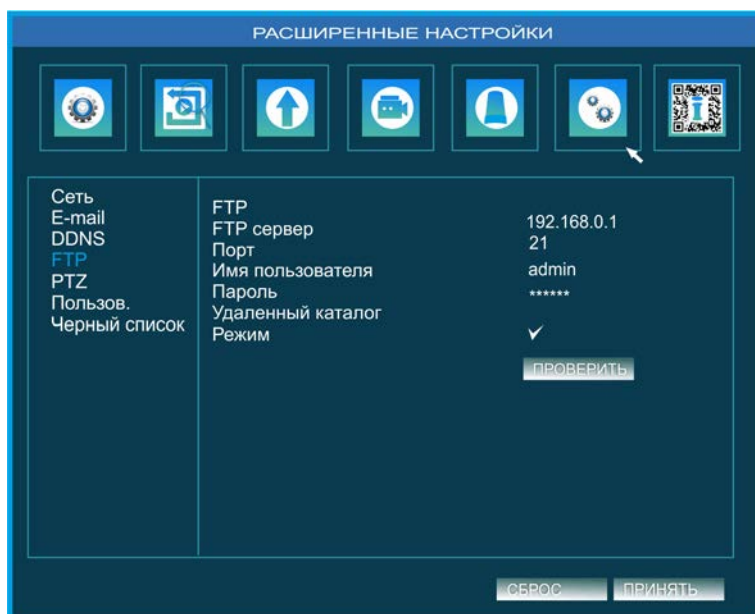 РАСШИРЕННЫЕ НАСТРОЙКИ
Сеть
E-mail
DDNS
FTP
PTZ
Пользов.
Черный список
FTP
FTP сервер 192.168.0.1
Порт 21
Имя пользователя admin
Пароль ******
Удаленный каталог
Режим
ПРОВЕРИТЬ
СБРОС ПРИНЯТЬ